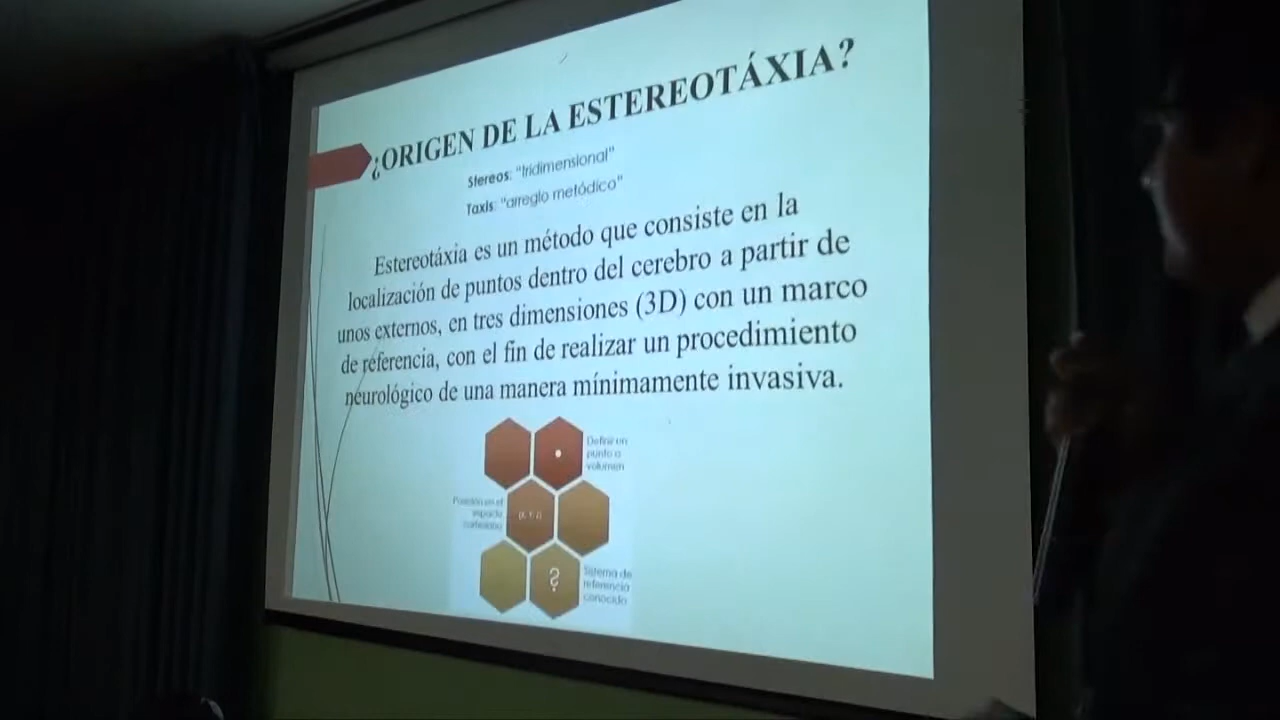 ¿ORIGEN DE LA ESTEREOTÁXIA?
Stereos: "tridimensional"
Taxis: "arreglo metódico"
Estereotáxia es un método que consiste en la
localización de puntos dentro del cerebro a partir de
unos externos, en tres dimensiones (3D) con un marco
de referencia, con el fin de realizar un procedimiento
neurológico de una manera mínimamente invasiva.
Definir un
punto o
volumen
Posición en el
espacio
cartesiano
?
Sistema de
referencia
conocido